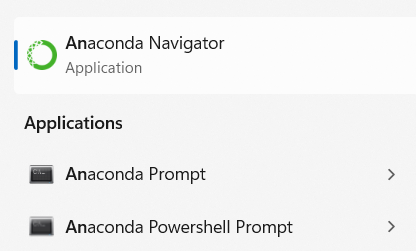 Anaconda Navigator
Application
Applications
Anaconda Prompt
Anaconda Powershell Prompt